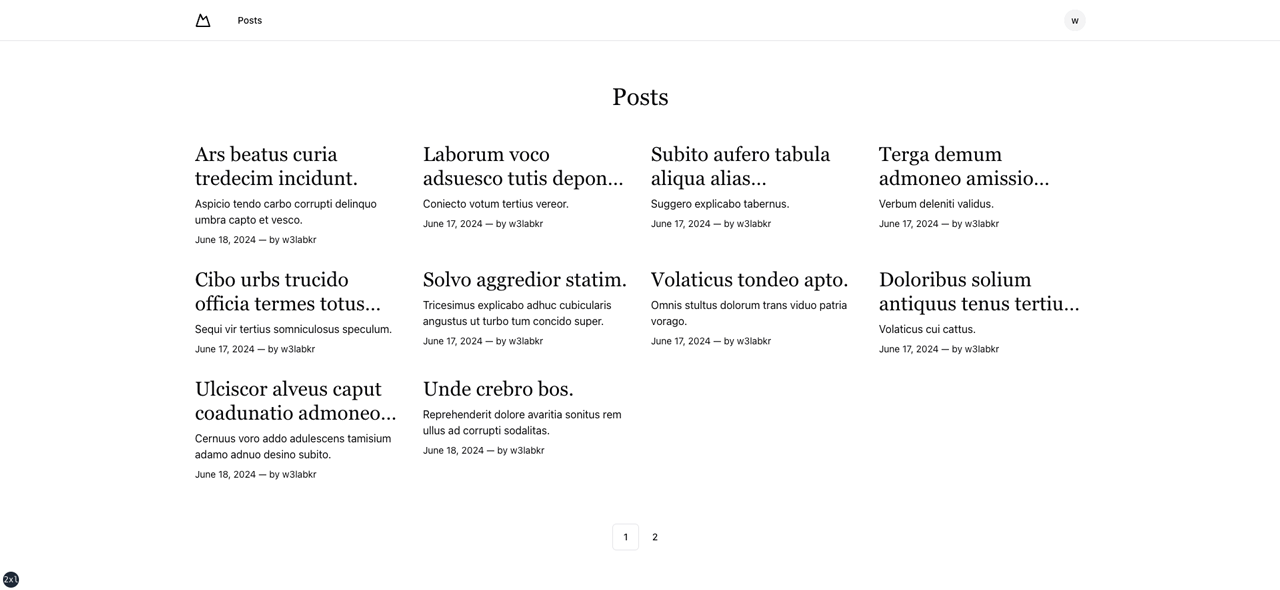 Posts
w
Posts
Ars beatus curia
tredecim incidunt.
Aspicio tendo carbo corrupti delinquo
umbra capto et vesco.
June 18, 2024 — by w3labkr
Laborum voco
adsuesco tutis depon...
Coniecto votum tertius vereor.
June 17, 2024 — by w3labkr
Subito aufero tabula
aliqua alias...
Suggero explicabo tabernus.
June 17, 2024 — by w3labkr
Terga demum
admoneo amissio...
Verbum deleniti validus.
June 17, 2024 — by w3labkr
Cibo urbs trucido
officia termes totus...
Sequi vir tertius somniculosus speculum.
June 17, 2024 — by w3labkr
Solvo aggredior statim.
Tricesimus explicabo adhuc cubicularis
angustus ut turbo tum concido super.
June 17, 2024 — by w3labkr
Volaticus tondeo apto.
Omnis stultus dolorum trans viduo patria
vorago.
June 17, 2024 — by w3labkr
Doloribus solium
antiquus tenus tertiu...
Volaticus cui cattus.
June 17, 2024 — by w3labkr
Ulciscor alveus caput
coadunatio admoneo...
Cernuus voro addo adulescens tamisium
adamo adnuo desino subito.
June 18, 2024 — by w3labkr
Unde crebro bos.
Reprehenderit dolore avaritia sonitus rem
ullus ad corrupti sodalitas.
June 18, 2024 — by w3labkr
1 2
2xl